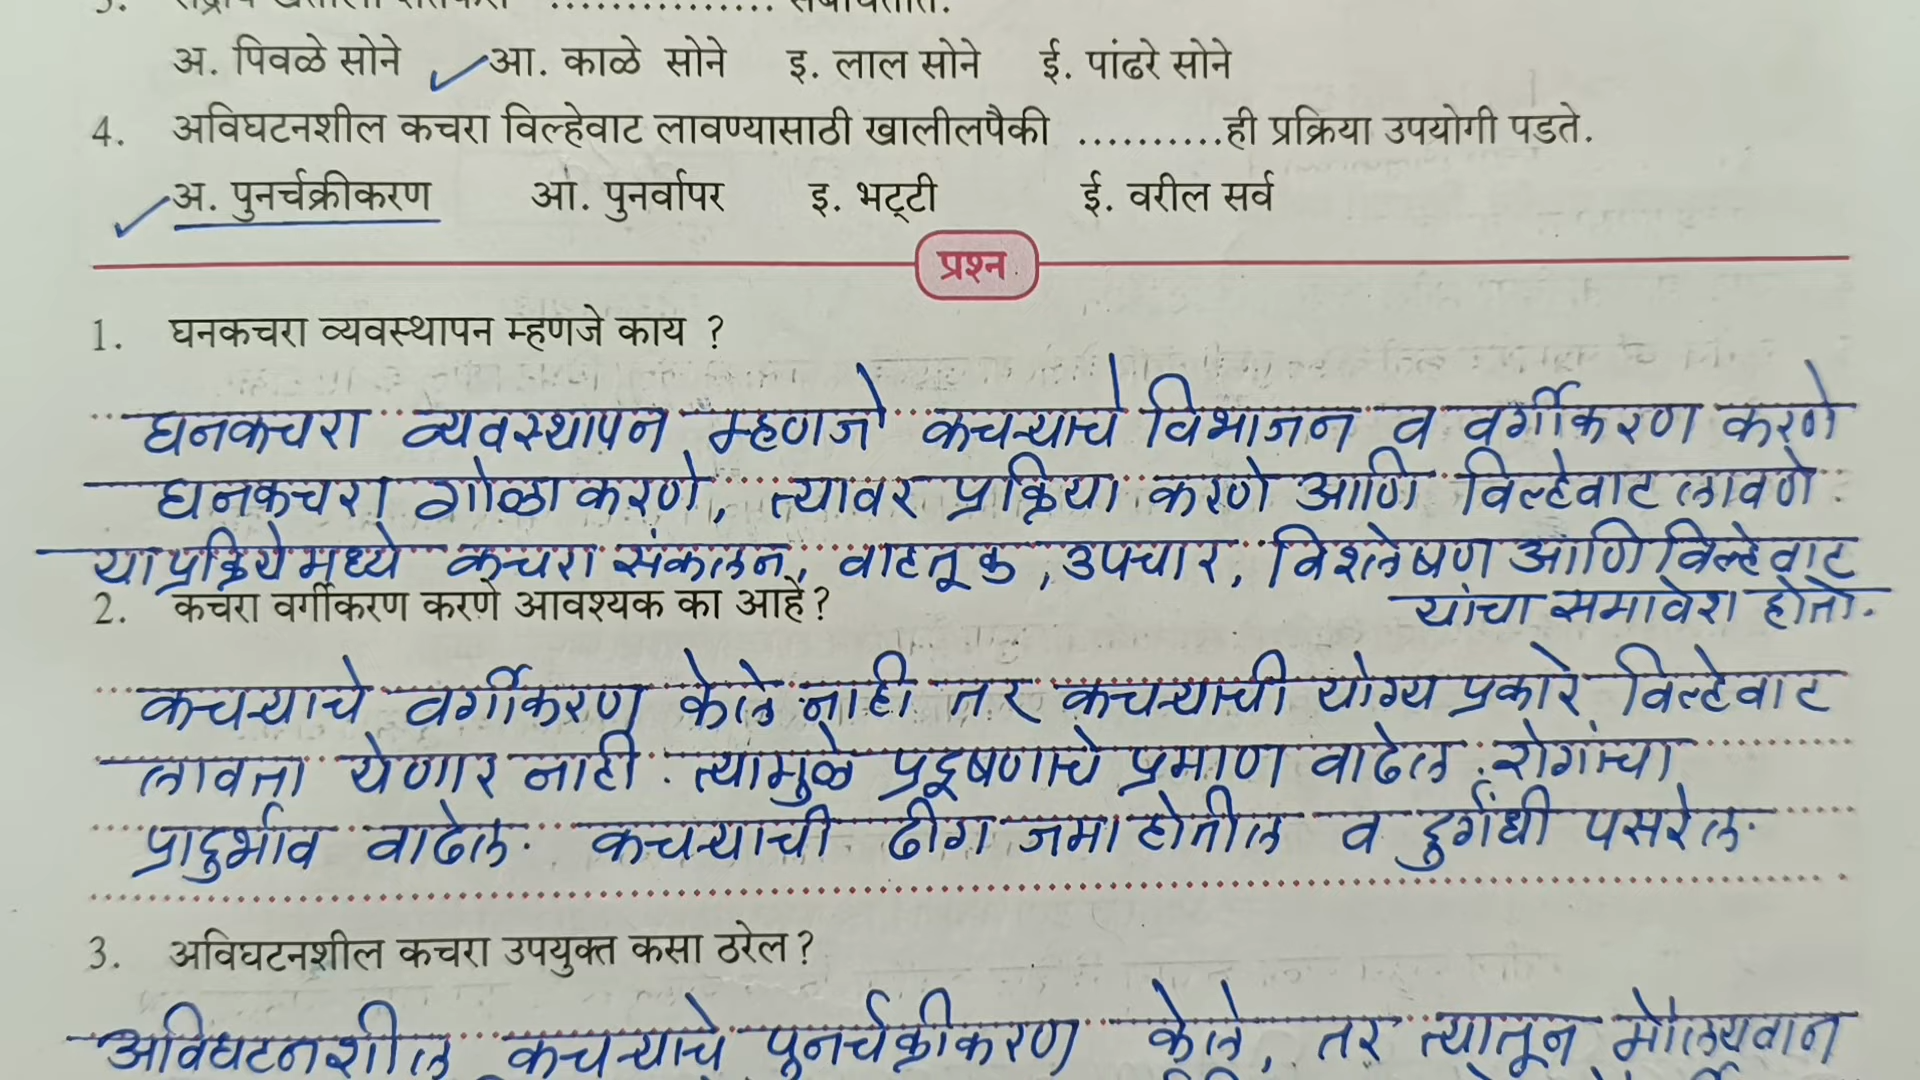 अ. पिवळे सोने आ. काळे सोने इ. लाल सोने ई. पांढरे सोने
4. अविघटनशील कचरा विल्हेवाट लावण्यासाठी खालीलपैकी ..........ही प्रक्रिया उपयोगी पडते.
अ. पुनर्चक्रीकरण आ. पुनर्वापर इ. भट्टी ई. वरील सर्व
प्रश्न
1. घनकचरा व्यवस्थापन म्हणजे काय ?
घनकचरा व्यवस्थापन म्हणजे कचऱ्याचे विभाजन व वर्गीकरण करणे
घनकचरा गोळा करणे, त्यावर प्रक्रिया करणे आणि विल्हेवाट लावणे
या प्रक्रियेमध्ये कचरा संकलन, वाहतूक, उपचार, विश्लेषण आणि विल्हेवाट
यांचा समावेश होतो.
2. कचरा वर्गीकरण करणे आवश्यक का आहे?
कचऱ्याचे वर्गीकरण केले नाही तर कचऱ्याची योग्य प्रकारे विल्हेवाट
लावता येणार नाही. त्यामुळे प्रदूषणाचे प्रमाण वाढेल. रोगांचा
प्रादुर्भाव वाढेल. कचऱ्याची ढीग जमा होतील व दुर्गंधी पसरेल.
3. अविघटनशील कचरा उपयुक्त कसा ठरेल?
अविघटनशील कचऱ्याचे पुनर्चक्रीकरण केले, तर त्यातून मौल्यवान